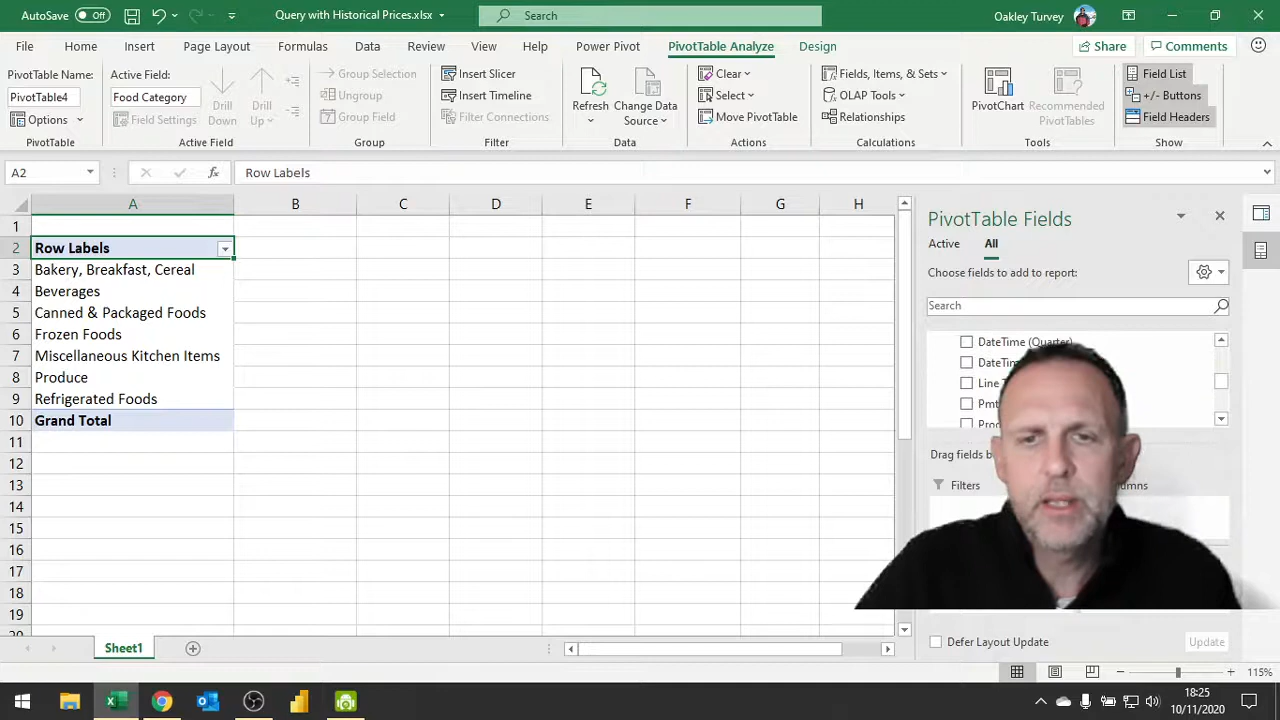 AutoSave Off Query with Historical Prices.xlsx Search Oakley Turvey
File Home Insert Page Layout Formulas Data Review View Help Power Pivot PivotTable Analyze Design Share Comments
PivotTable Name:
PivotTable4
Options
PivotTable
Active Field:
Food Category
Field Settings
Drill Down
Drill Up
Active Field
Group Selection
Ungroup
Group Field
Group
Insert Slicer
Insert Timeline
Filter Connections
Filter
Refresh
Change Data Source
Data
Clear
Select
Move PivotTable
Actions
Fields, Items, & Sets
OLAP Tools
Relationships
Calculations
PivotChart
Recommended PivotTables
Tools
Field List
+/- Buttons
Field Headers
Show
A2 fx Row Labels
A B C D E F G H
1
2 Row Labels
3 Bakery, Breakfast, Cereal
4 Beverages
5 Canned & Packaged Foods
6 Frozen Foods
7 Miscellaneous Kitchen Items
8 Produce
9 Refrigerated Foods
10 Grand Total
11
12
13
14
15
16
17
18
19
PivotTable Fields
Active All
Choose fields to add to report:
Search
DateTime (Quarter)
Line
Pmt
Filters
Defer Layout Update Update
Sheet1
115%
18:25
10/11/2020